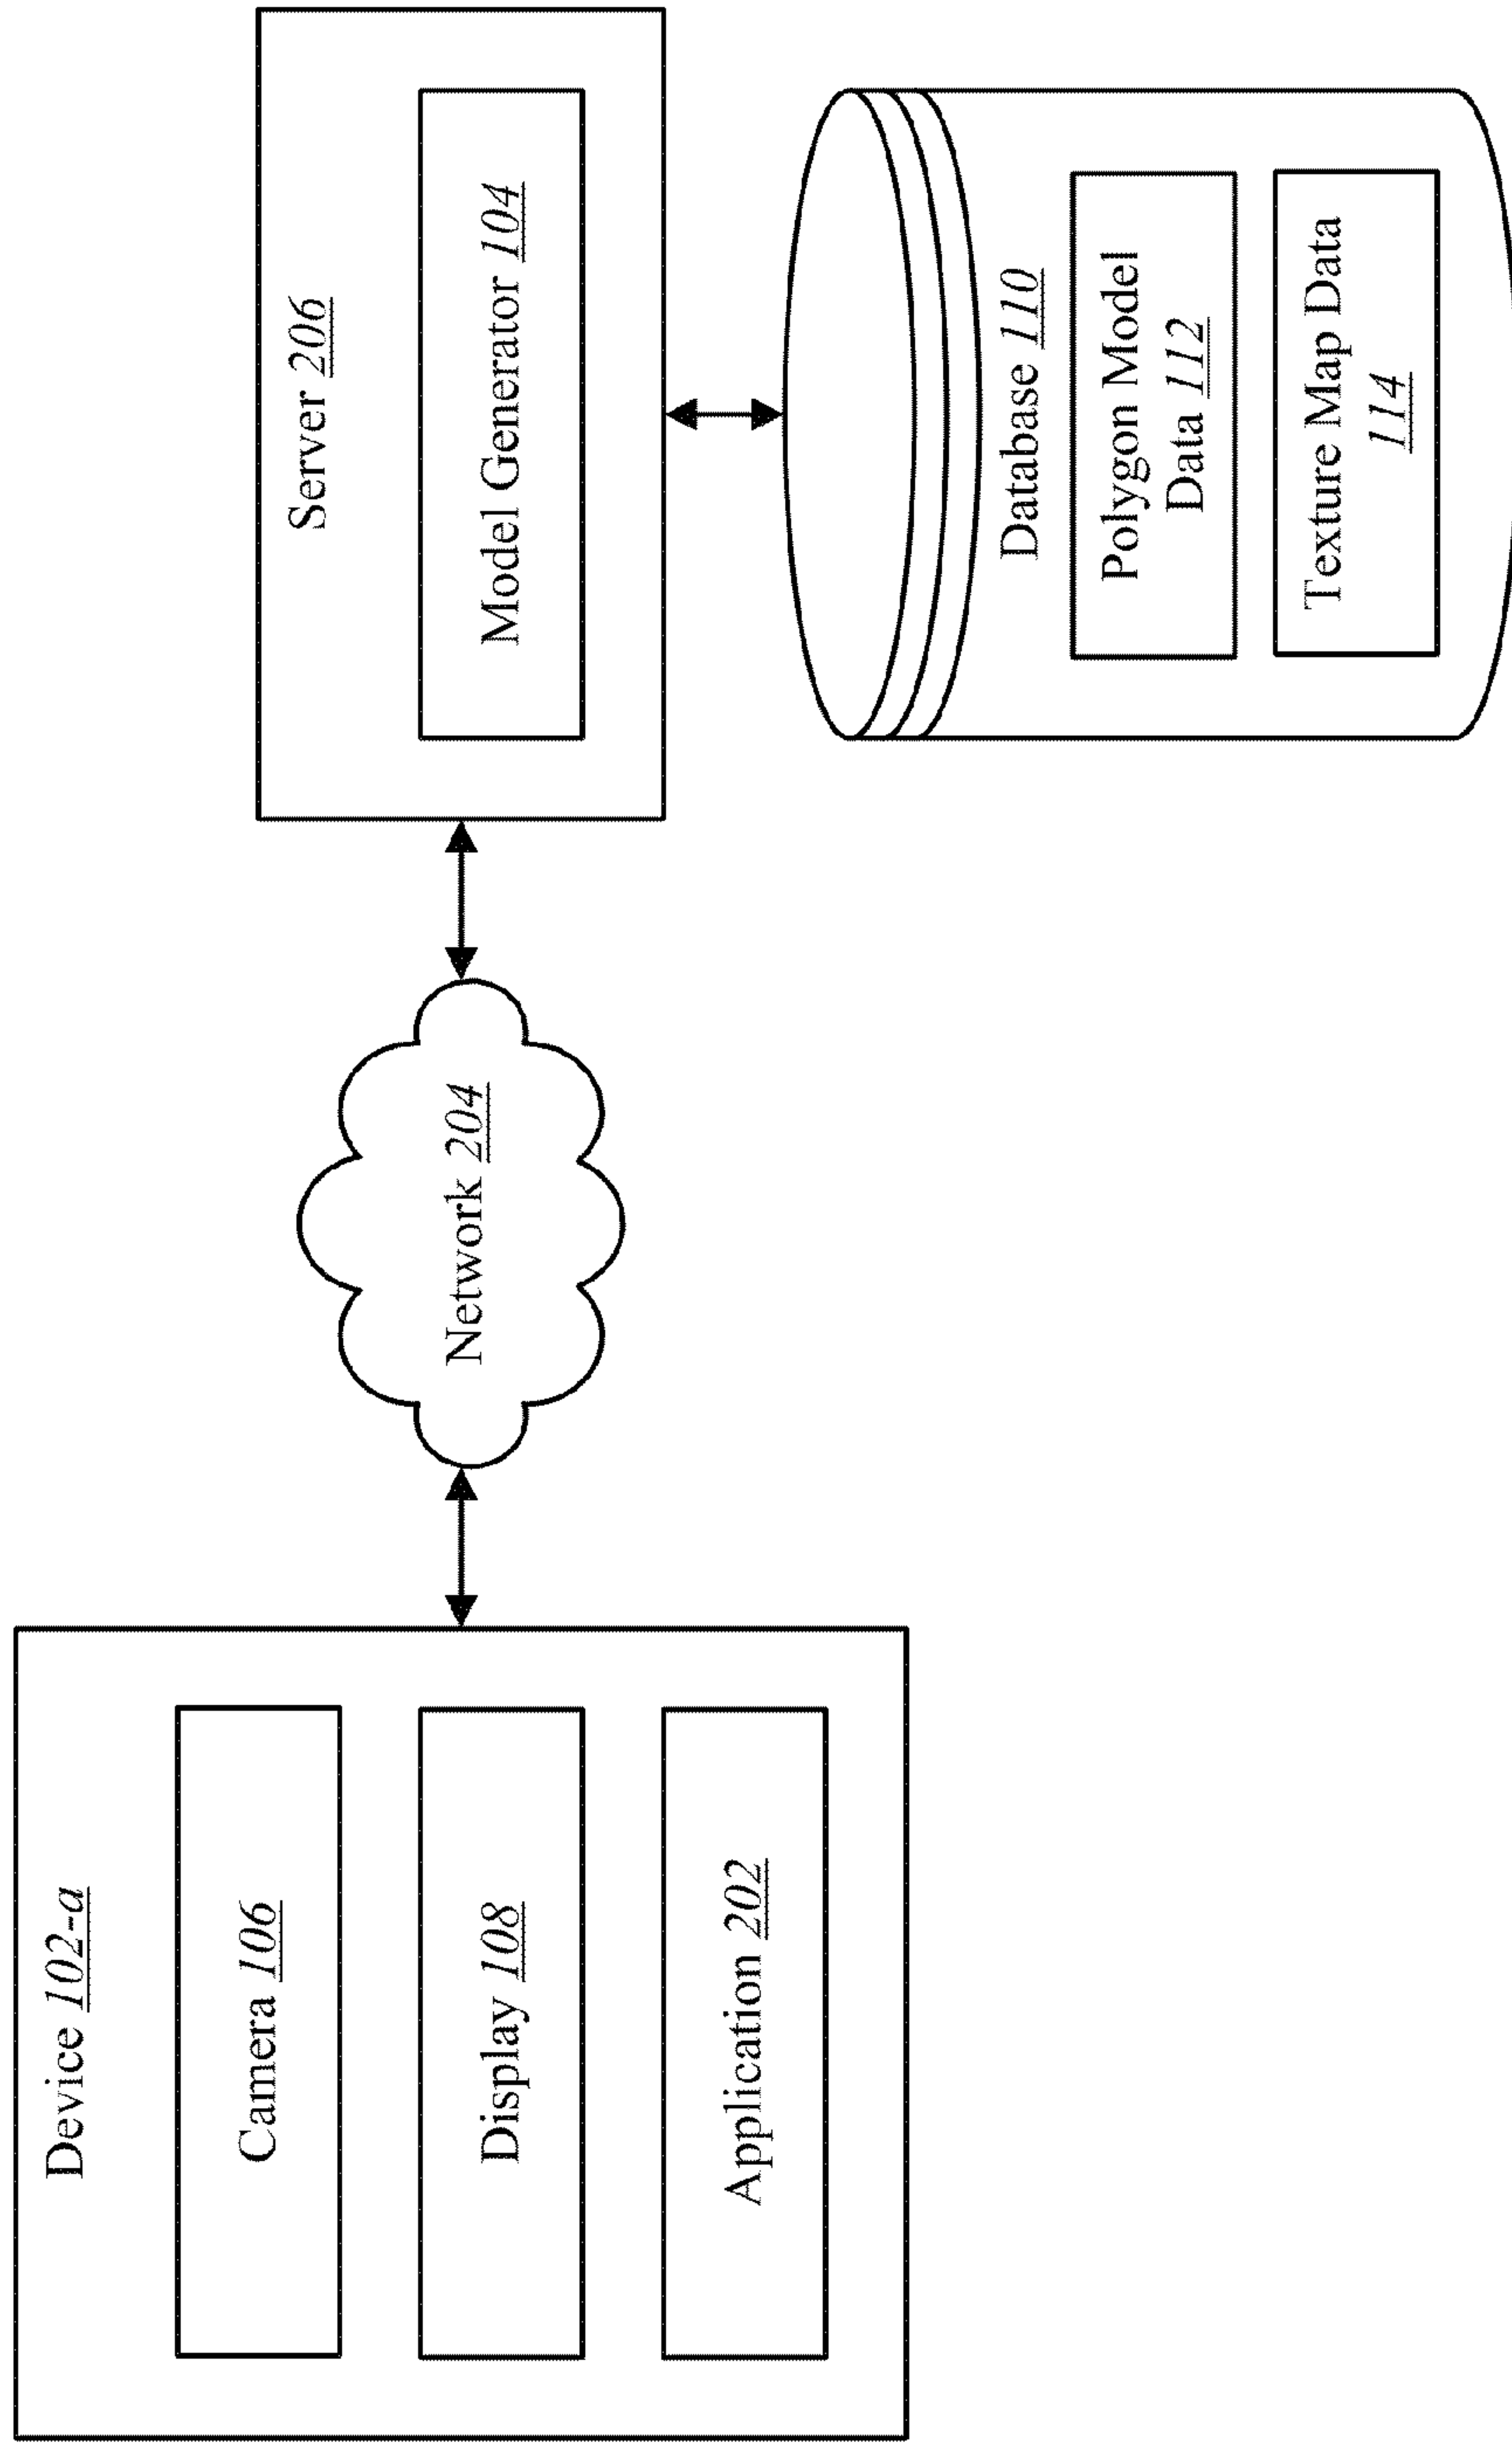 Device 102-a
Camera 106
Display 108
Application 202
Network 204
Server 206
Model Generator 104
Database 110
Polygon Model
Data 112
Texture Map Data
114